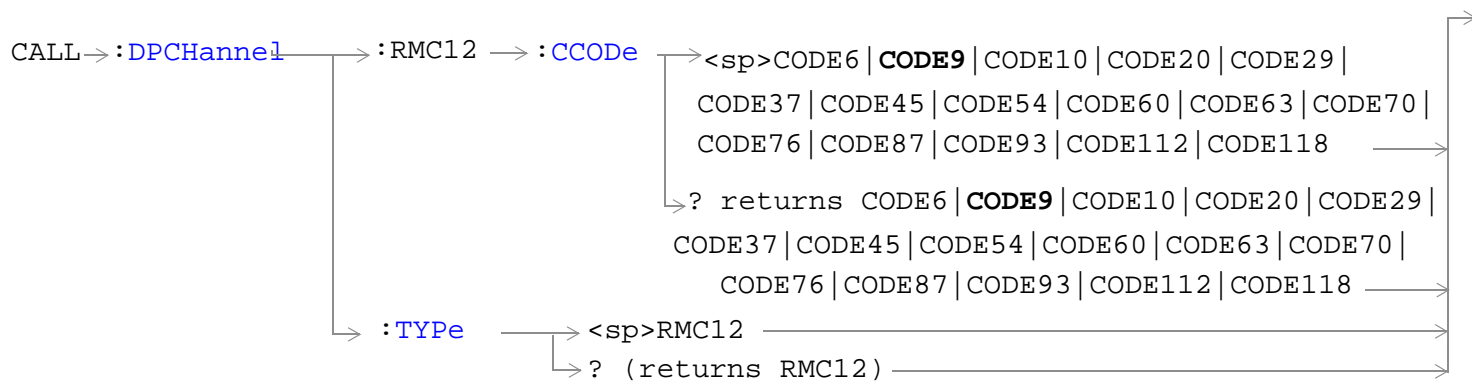 CALL :DPCHannel :RMC12 :CCODe <sp>CODE6|CODE9|CODE10|CODE20|CODE29|
CODE37|CODE45|CODE54|CODE60|CODE63|CODE70|
CODE76|CODE87|CODE93|CODE112|CODE118
? returns CODE6|CODE9|CODE10|CODE20|CODE29|
CODE37|CODE45|CODE54|CODE60|CODE63|CODE70|
CODE76|CODE87|CODE93|CODE112|CODE118
:TYPe <sp>RMC12
? (returns RMC12)